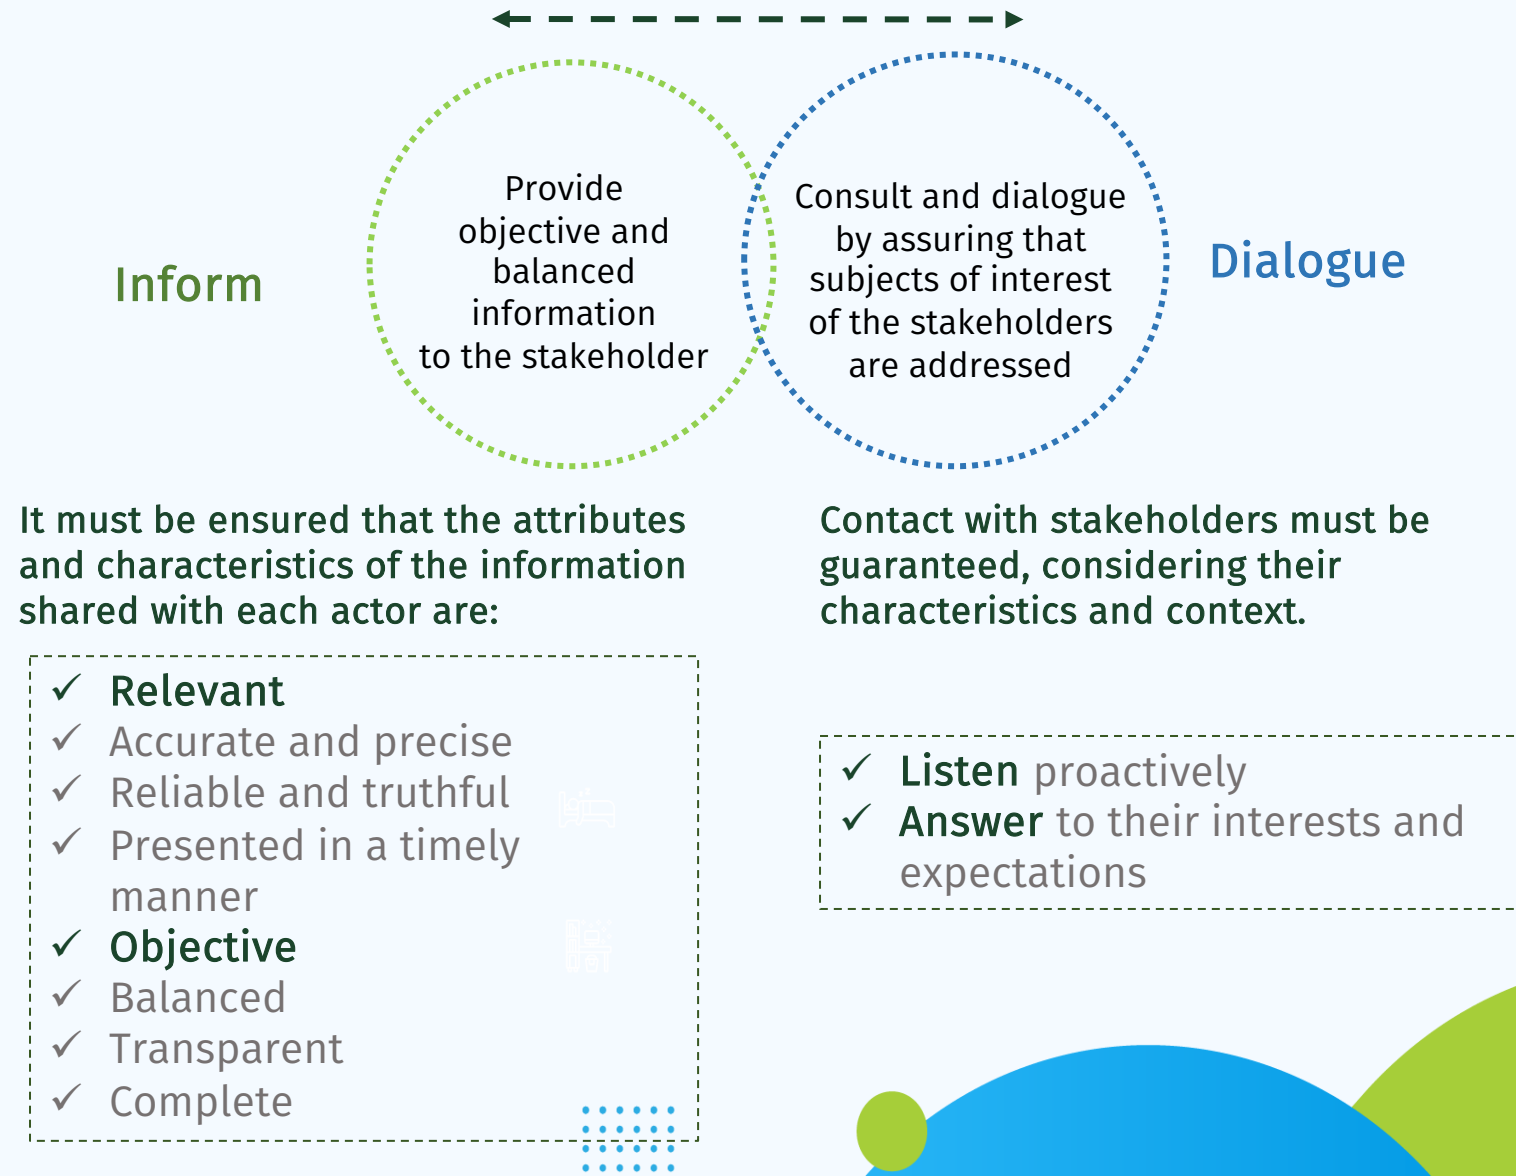 Inform
Provide
objective and
balanced
information
to the stakeholder
Consult and dialogue
by assuring that
subjects of interest
of the stakeholders
are addressed
Dialogue
It must be ensured that the attributes
and characteristics of the information
shared with each actor are:
✓ Relevant
✓ Accurate and precise
✓ Reliable and truthful
✓ Presented in a timely
manner
✓ Objective
✓ Balanced
✓ Transparent
✓ Complete
Contact with stakeholders must be
guaranteed, considering their
characteristics and context.
✓ Listen proactively
✓ Answer to their interests and
expectations